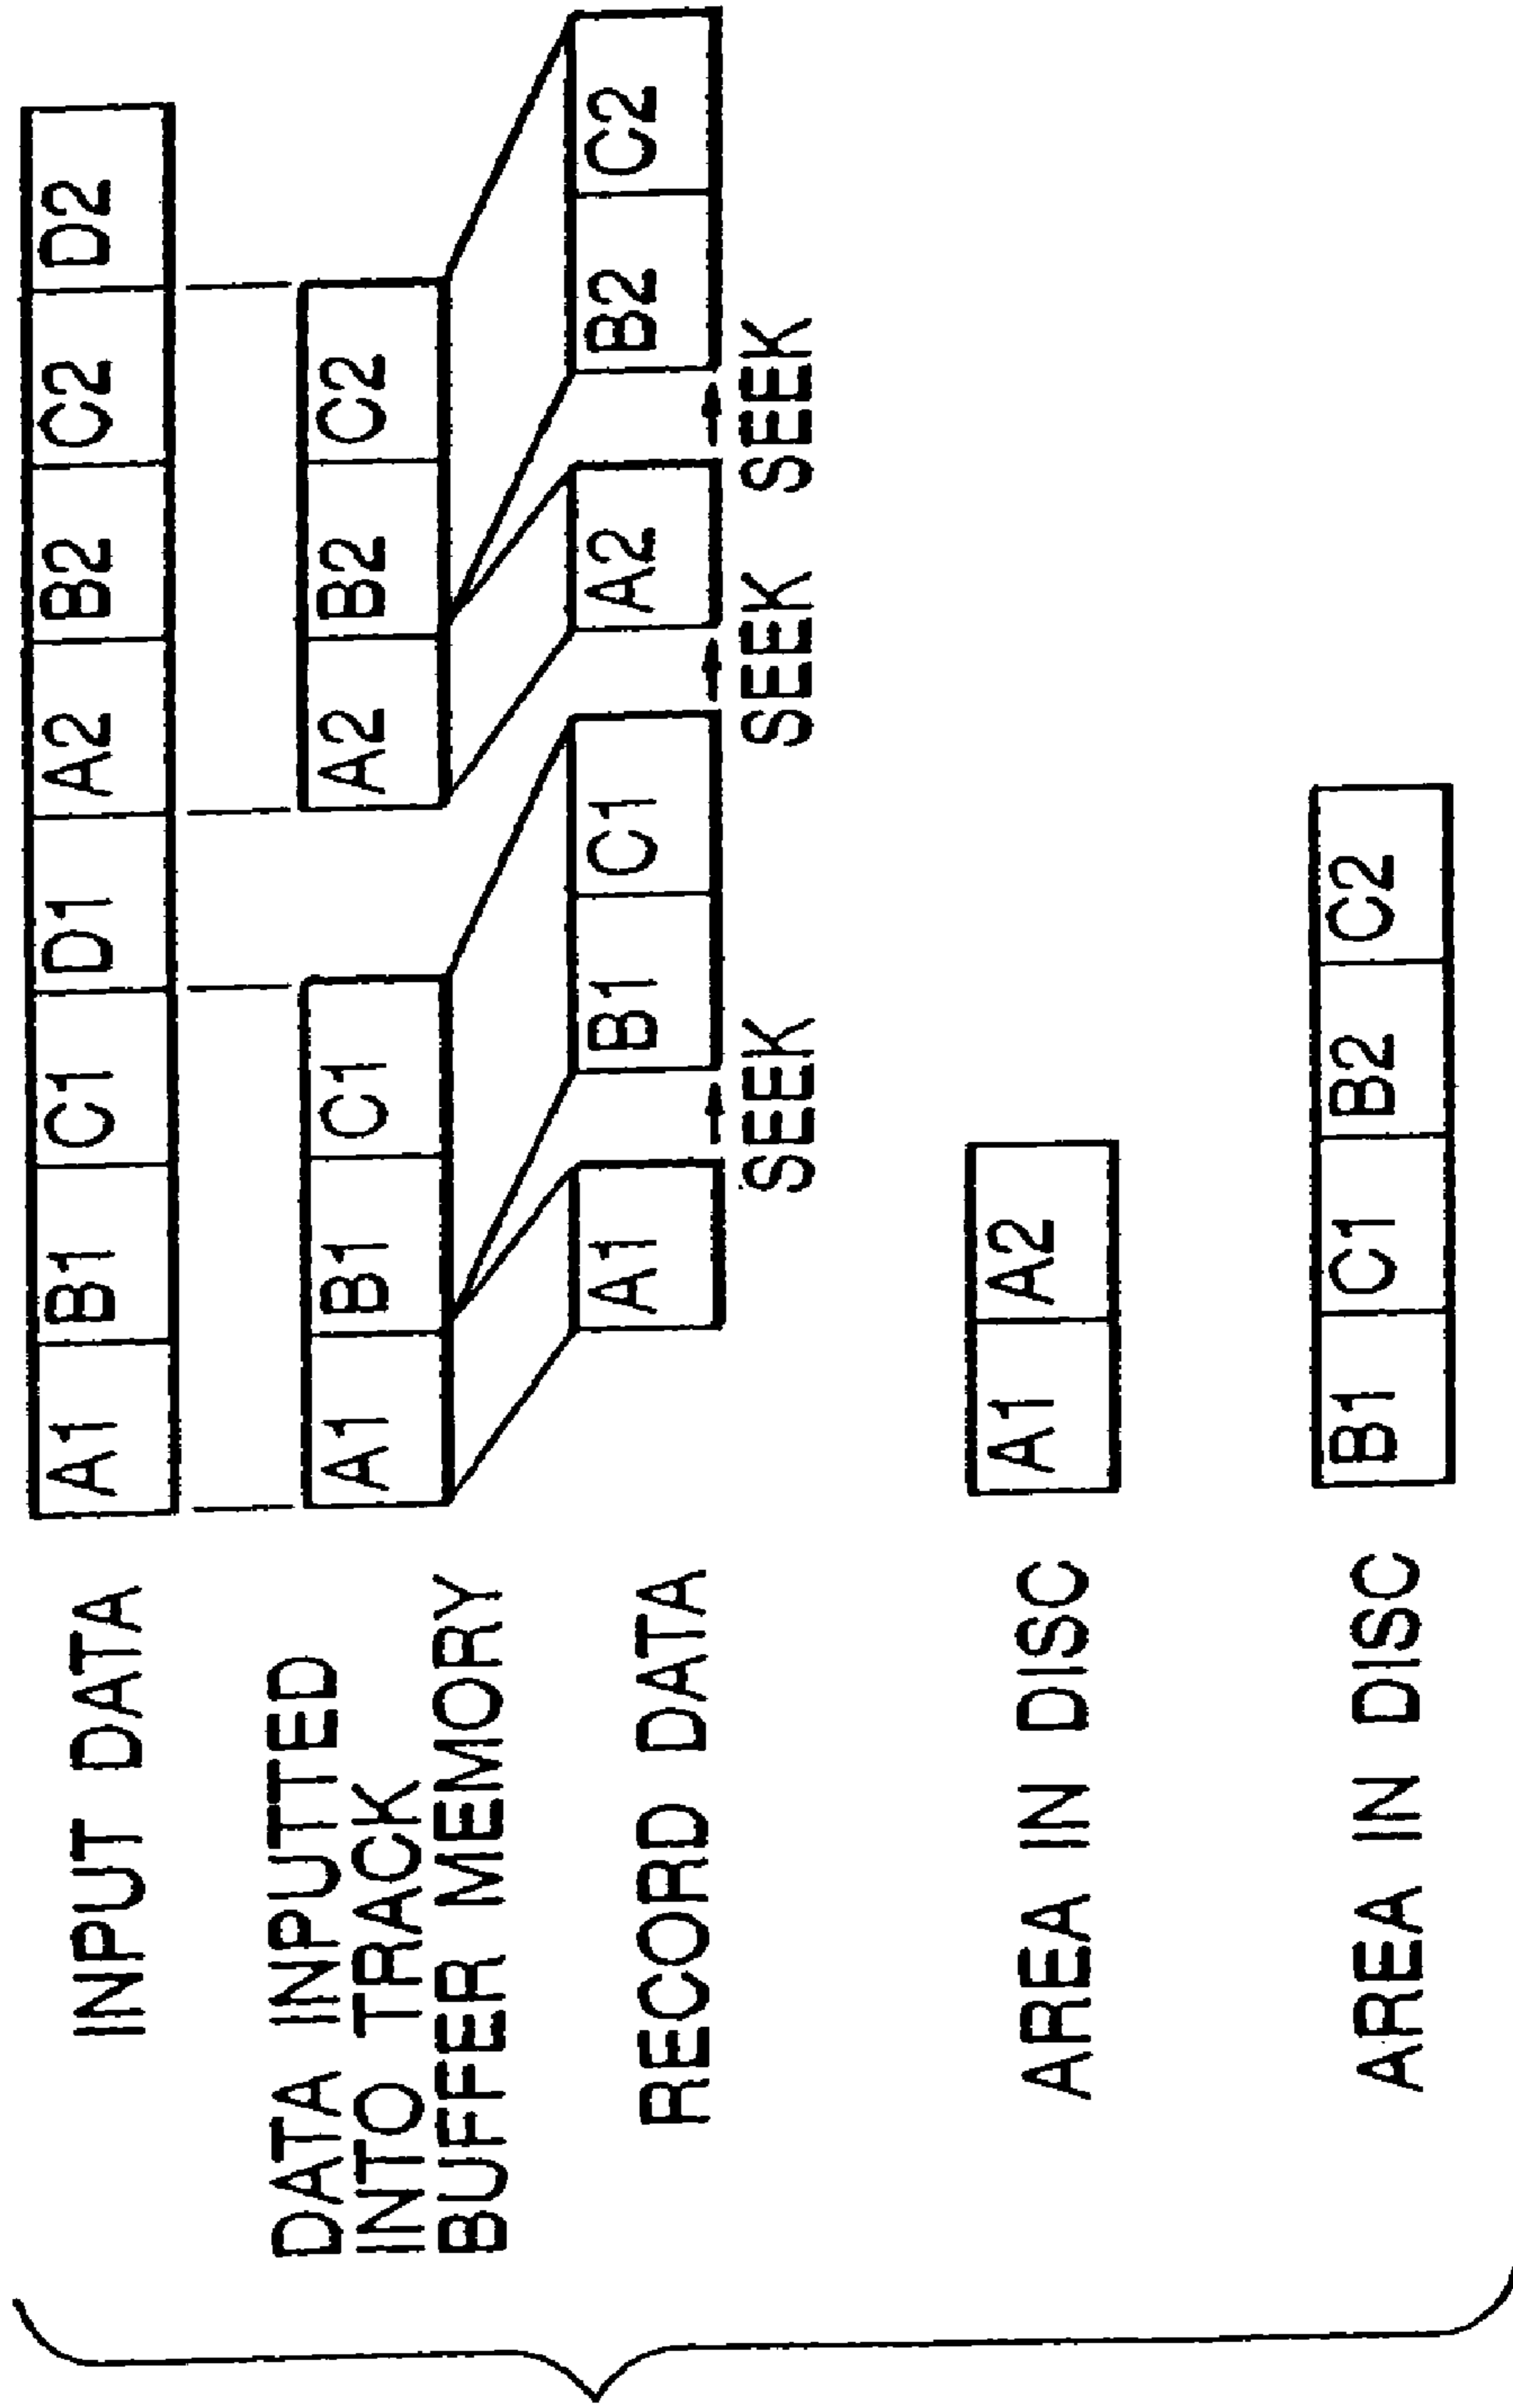 INPUT DATA
A1 B1 C1 D1 A2 B2 C2 D2
DATA INPUTTED
INTO TRACK
BUFFER MEMORY
A1 B1 C1 A2 B2 C2
RECORD DATA
A1 B1 C1 A2 B2 C2
SEEK SEEK SEEK
AREA IN DISC
A1 A2
AREA IN DISC
B1 C1 B2 C2